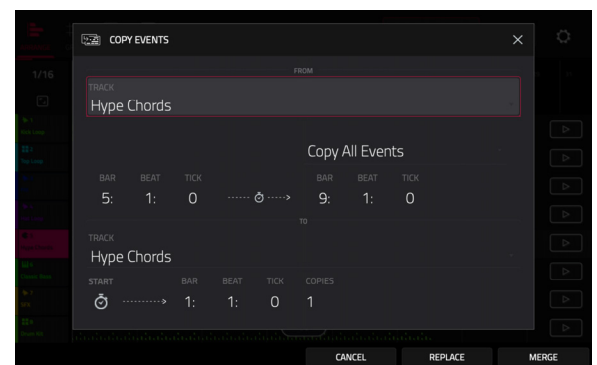 COPY EVENTS
1/16
FROM
TRACK
Hype Chords
Copy All Events
BAR BEAT TICK BAR BEAT TICK
5: 1: 0 9: 1: 0
TO
TRACK
Hype Chords
START BAR BEAT TICK COPIES
1: 1: 0 1
CANCEL REPLACE MERGE